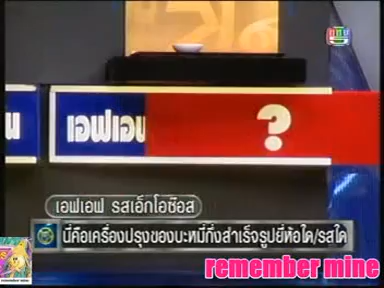 น เอฟเอ ?
เอฟเอฟ รสเอ็กโอซ๊อส
นี่คือเครื่องปรุงของบะหมี่กึ่งสำเร็จรูปยี่ห้อใด/รสใด
remember mine